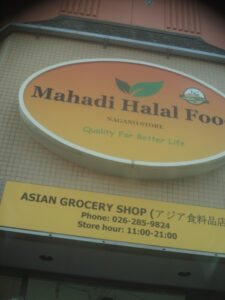 Mahadi Halal Foo
NAGANO STORE
Quality For Better Life
ASIAN GROCERY SHOP (アジア食料品店
Phone: 026-285-9824
Store hour: 11:00-21:00